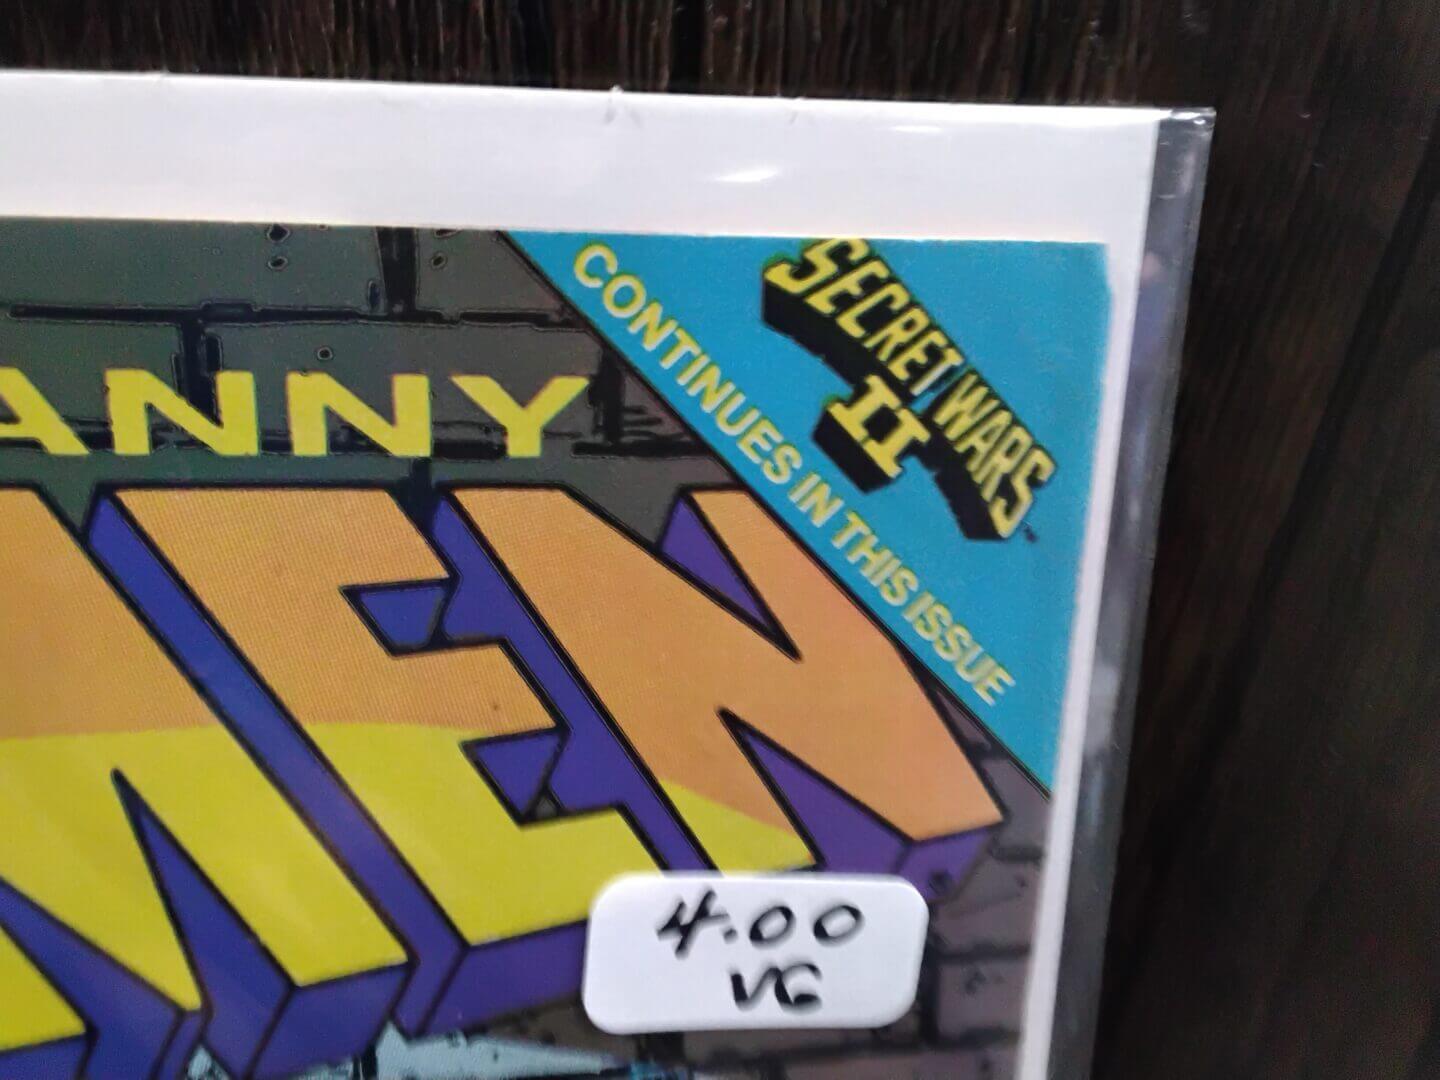 SECRET WARS
II
CONTINUES IN THIS ISSUE
ANNY
MEN
4.00
VG